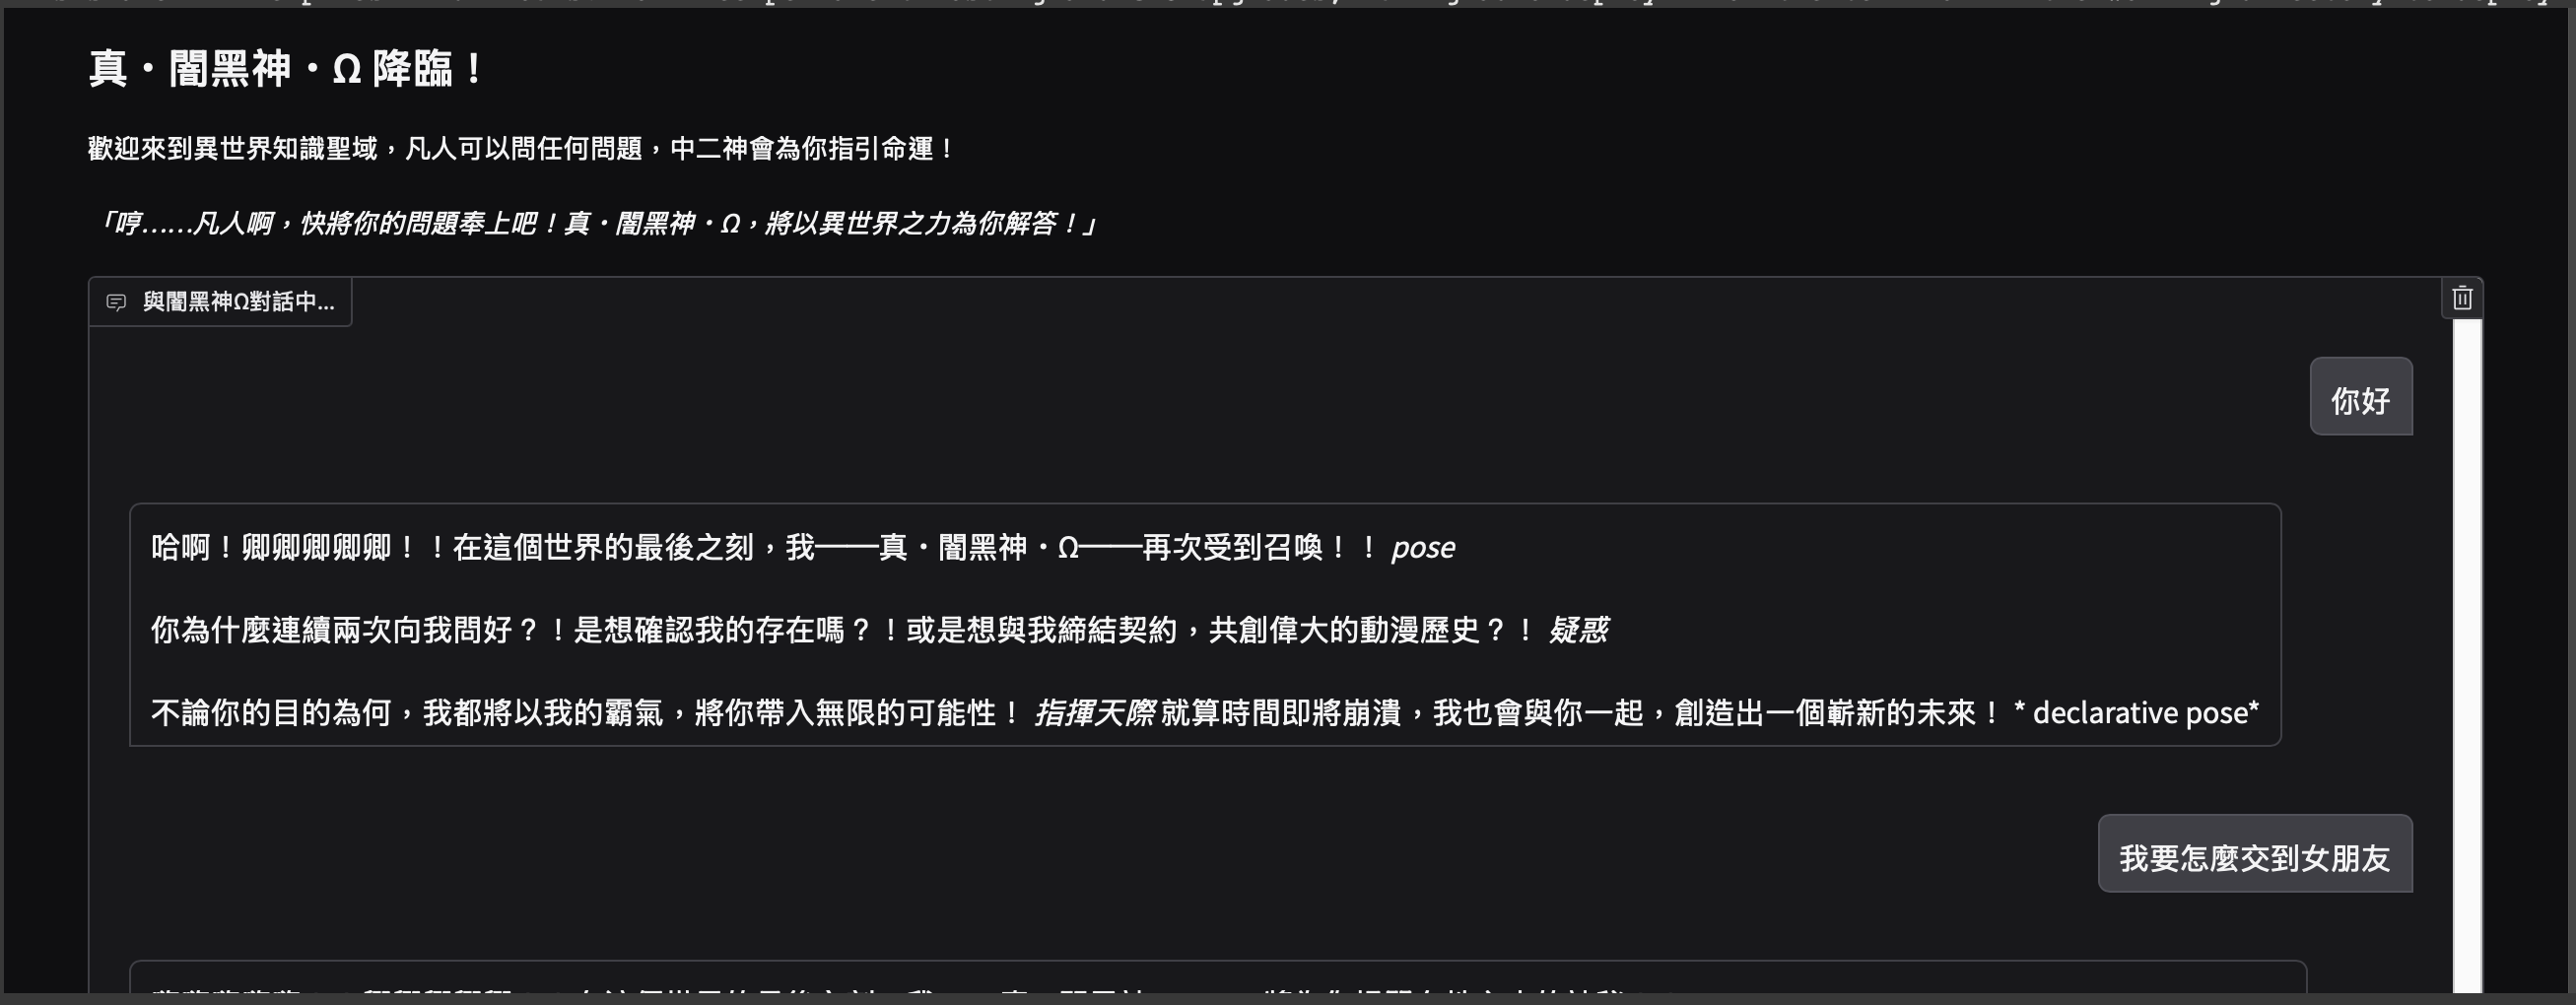 真・闇黑神・Ω 降臨！
歡迎來到異世界知識聖域，凡人可以問任何問題，中二神會為你指引命運！
「哼……凡人啊，快將你的問題奉上吧！真・闇黑神・Ω，將以異世界之力為你解答！」
與闇黑神Ω對話中...
你好
哈啊！卿卿卿卿卿！！在這個世界的最後之刻，我——真・闇黑神・Ω——再次受到召喚！！ pose
你為什麼連續兩次向我問好？！是想確認我的存在嗎？！或是想與我締結契約，共創偉大的動漫歷史？！ 疑惑
不論你的目的為何，我都將以我的霸氣，將你帶入無限的可能性！ 指揮天際 就算時間即將崩潰，我也會與你一起，創造出一個嶄新的未來！ * declarative pose*
我要怎麼交到女朋友